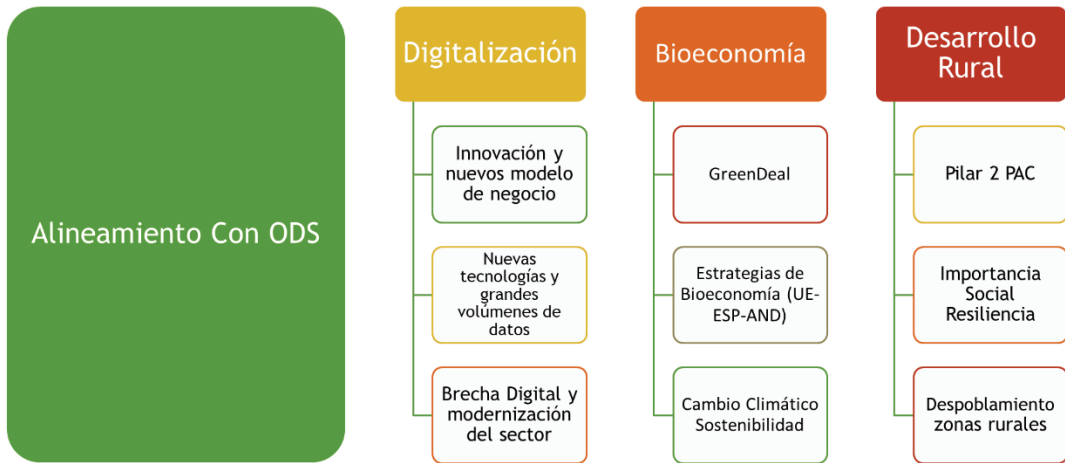 Alineamiento Con ODS
Digitalización
Innovación y
nuevos modelo
de negocio
Nuevas
tecnologías y
grandes
volúmenes de
datos
Brecha Digital y
modernización
del sector
Bioeconomía
GreenDeal
Estrategias de
Bioeconomía (UE-
ESP-AND)
Cambio Climático
Sostenibilidad
Desarrollo
Rural
Pilar 2 PAC
Importancia
Social
Resiliencia
Despoblamiento
zonas rurales